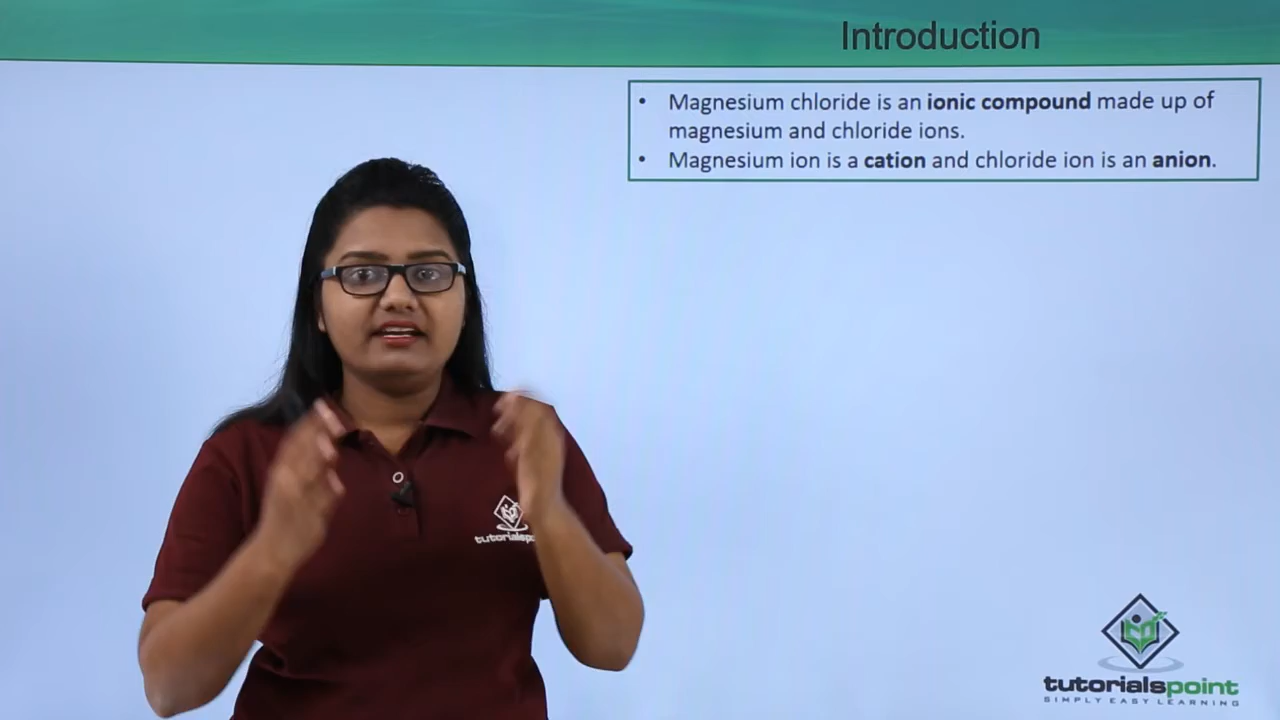 Introduction
• Magnesium chloride is an ionic compound made up of
magnesium and chloride ions.
• Magnesium ion is a cation and chloride ion is an anion.
tutorialspo
tutorialspoint
SIMPLY EASY LEARNING